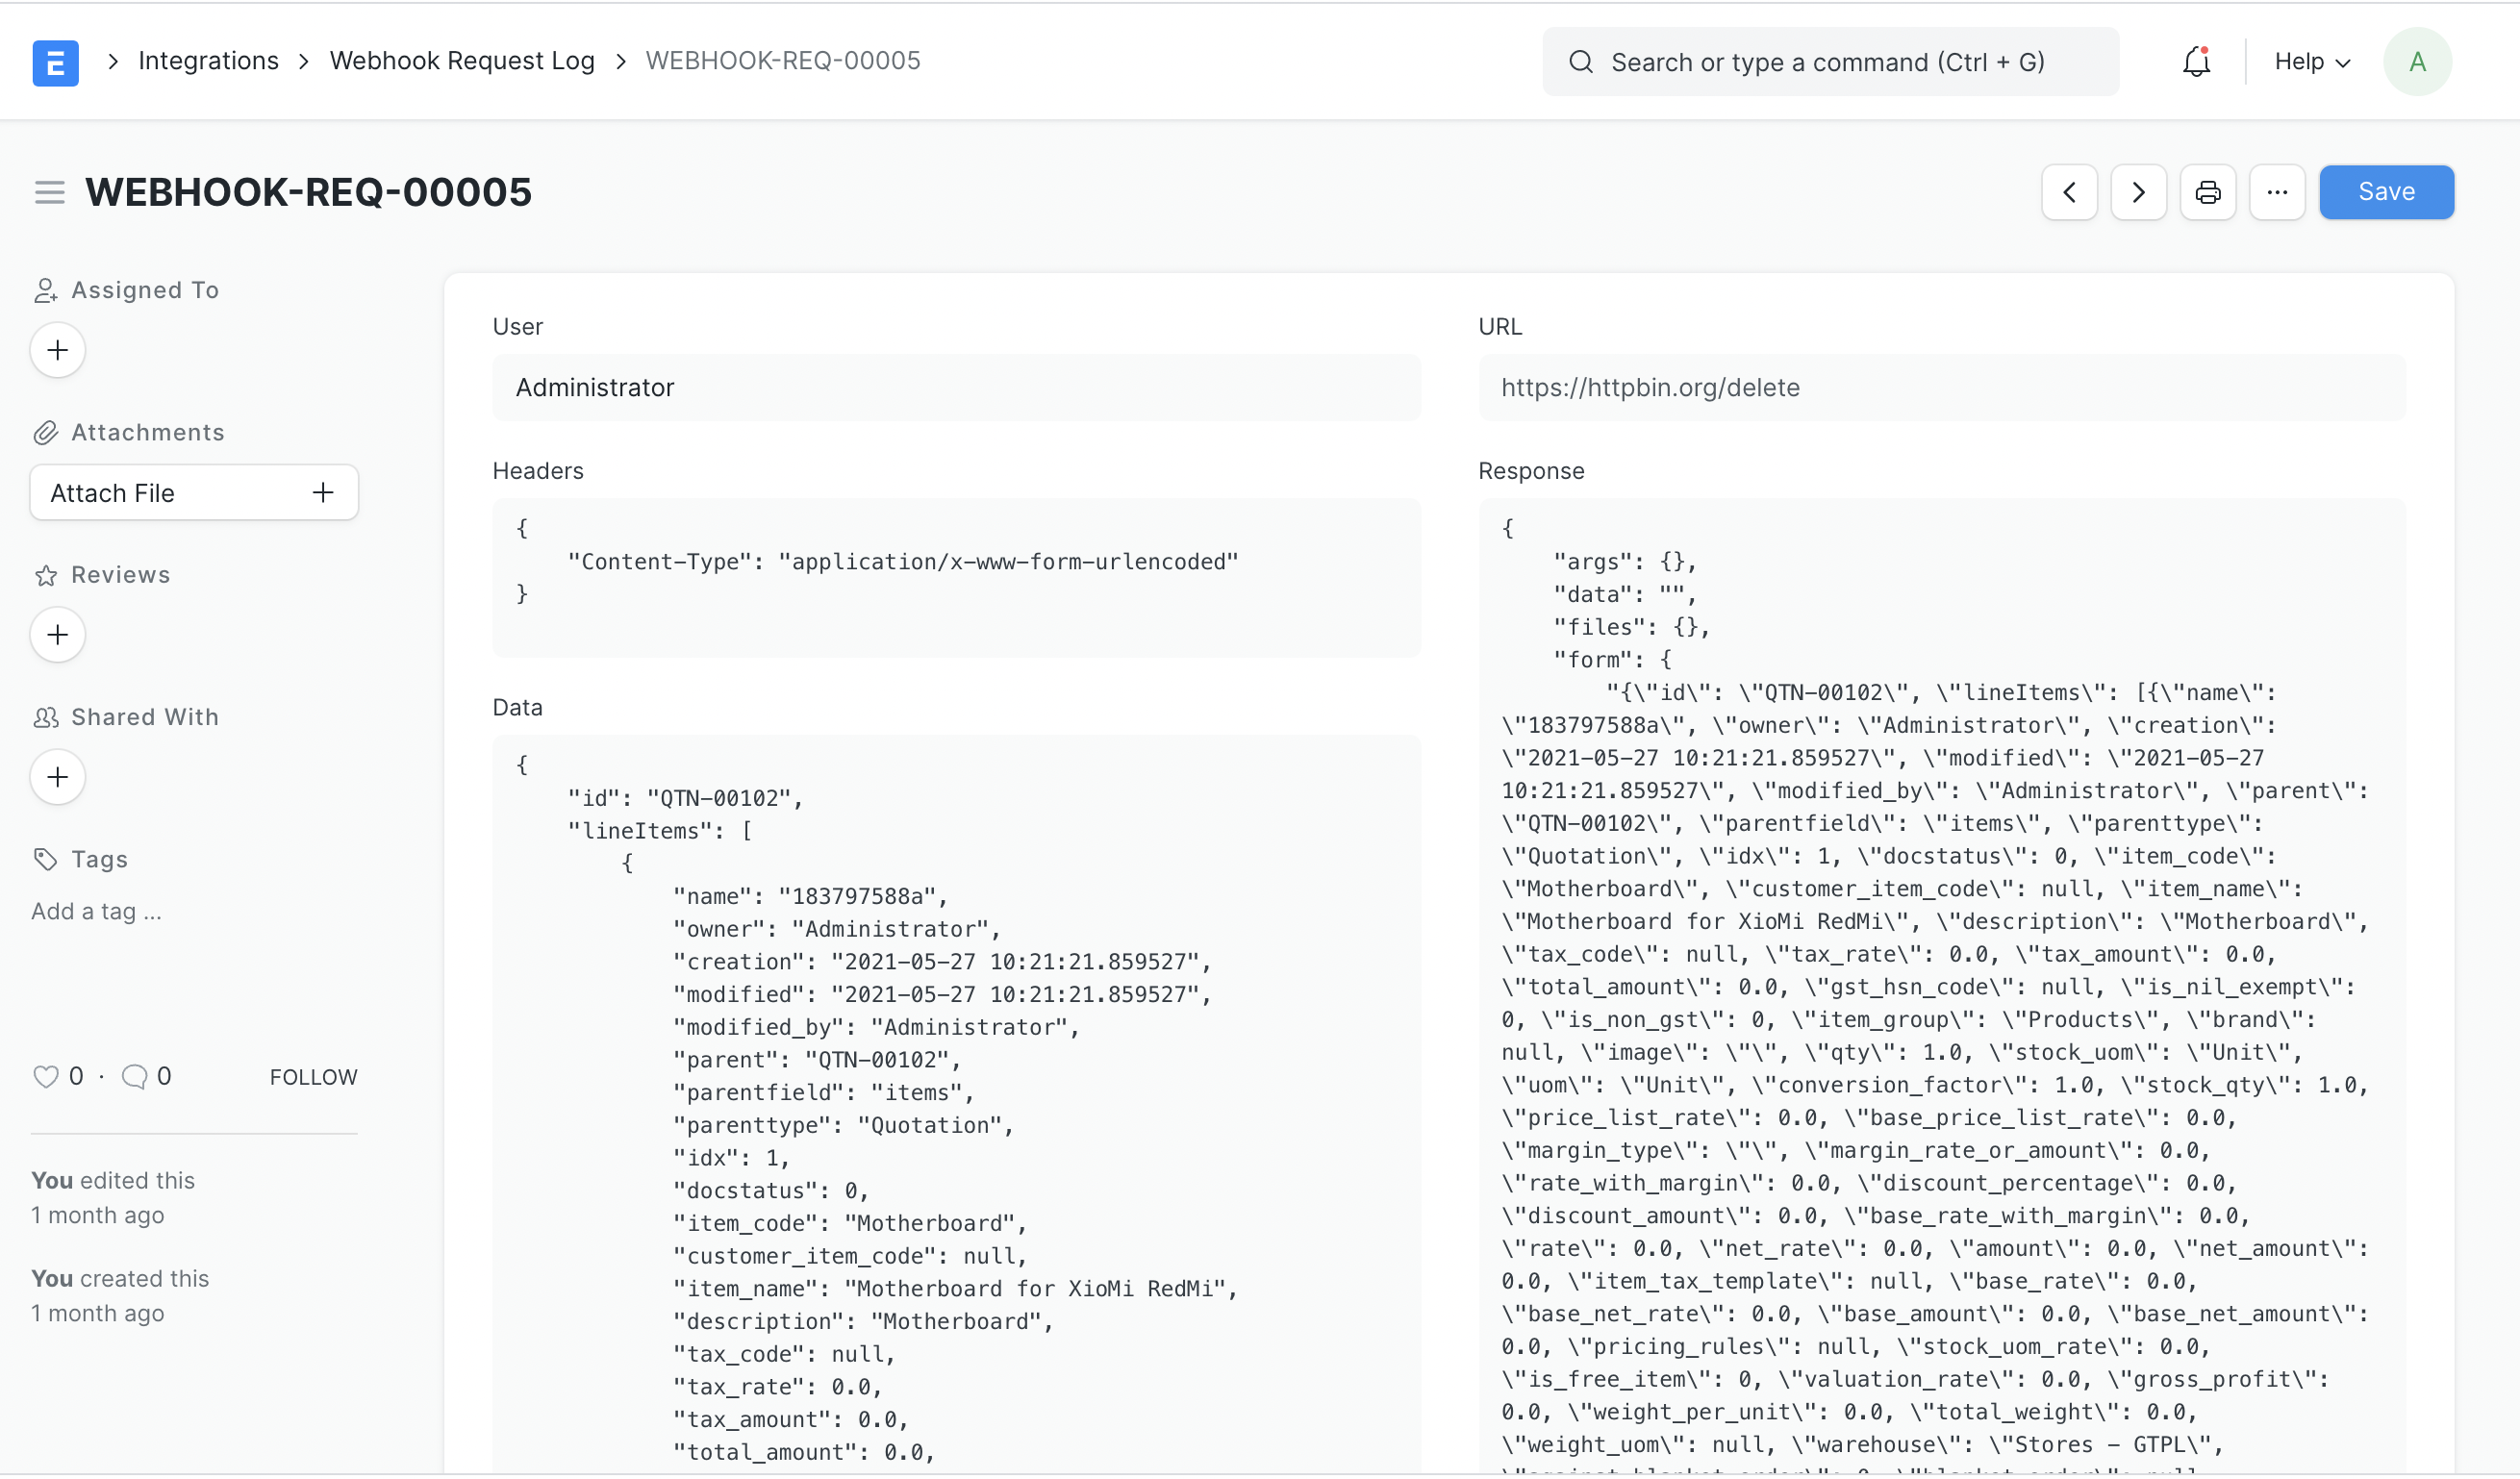 E
Integrations
Webhook Request Log
WEBHOOK-REQ-00005
Search or type a command (Ctrl + G)
Help
A
WEBHOOK-REQ-00005
Save
Assigned To
Attachments
Attach File
Reviews
Shared With
Tags
Add a tag ...
0 · 0 FOLLOW
You edited this
1 month ago
You created this
1 month ago
User
Administrator
Headers
{
"Content-Type": "application/x-www-form-urlencoded"
}
Data
{
"id": "QTN-00102",
"lineItems": [
{
"name": "183797588a",
"owner": "Administrator",
"creation": "2021-05-27 10:21:21.859527",
"modified": "2021-05-27 10:21:21.859527",
"modified_by": "Administrator",
"parent": "QTN-00102",
"parentfield": "items",
"parenttype": "Quotation",
"idx": 1,
"docstatus": 0,
"item_code": "Motherboard",
"customer_item_code": null,
"item_name": "Motherboard for XioMi RedMi",
"description": "Motherboard",
"tax_code": null,
"tax_rate": 0.0,
"tax_amount": 0.0,
"total_amount": 0.0,
URL
https://httpbin.org/delete
Response
{
"args": {},
"data": "",
"files": {},
"form": {
"{\"id\": \"QTN-00102\", \"lineItems\": [{\"name\":
\"183797588a\", \"owner\": \"Administrator\", \"creation\":
\"2021-05-27 10:21:21.859527\", \"modified\": \"2021-05-27
10:21:21.859527\", \"modified_by\": \"Administrator\", \"parent\":
\"QTN-00102\", \"parentfield\": \"items\", \"parenttype\":
\"Quotation\", \"idx\": 1, \"docstatus\": 0, \"item_code\":
\"Motherboard\", \"customer_item_code\": null, \"item_name\":
\"Motherboard for XioMi RedMi\", \"description\": \"Motherboard\",
\"tax_code\": null, \"tax_rate\": 0.0, \"tax_amount\": 0.0,
\"total_amount\": 0.0, \"gst_hsn_code\": null, \"is_nil_exempt\":
0, \"is_non_gst\": 0, \"item_group\": \"Products\", \"brand\":
null, \"image\": \"\", \"qty\": 1.0, \"stock_uom\": \"Unit\",
\"uom\": \"Unit\", \"conversion_factor\": 1.0, \"stock_qty\": 1.0,
\"price_list_rate\": 0.0, \"base_price_list_rate\": 0.0,
\"margin_type\": \"\", \"margin_rate_or_amount\": 0.0,
\"rate_with_margin\": 0.0, \"discount_percentage\": 0.0,
\"discount_amount\": 0.0, \"base_rate_with_margin\": 0.0,
\"rate\": 0.0, \"net_rate\": 0.0, \"amount\": 0.0, \"net_amount\":
0.0, \"item_tax_template\": null, \"base_rate\": 0.0,
\"base_net_rate\": 0.0, \"base_amount\": 0.0, \"base_net_amount\":
0.0, \"pricing_rules\": null, \"stock_uom_rate\": 0.0,
\"is_free_item\": 0, \"valuation_rate\": 0.0, \"gross_profit\":
0.0, \"weight_per_unit\": 0.0, \"total_weight\": 0.0,
\"weight_uom\": null, \"warehouse\": \"Stores - GTPL\",